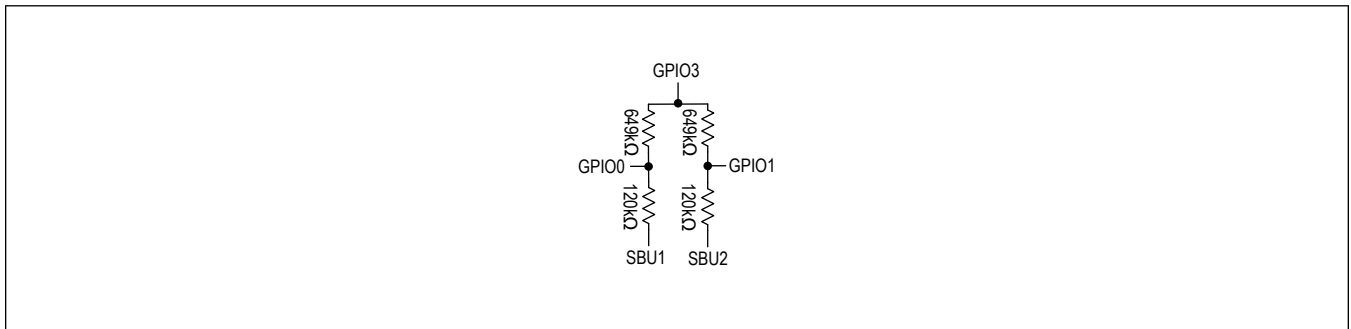 GPIO3
649kΩ 649kΩ
GPIO0 GPIO1
120kΩ 120kΩ
SBU1 SBU2